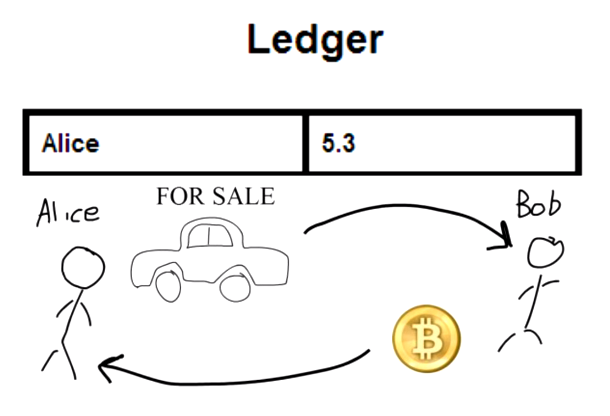 Ledger
Alice 5.3
FOR SALE
Alice
Bob
₿